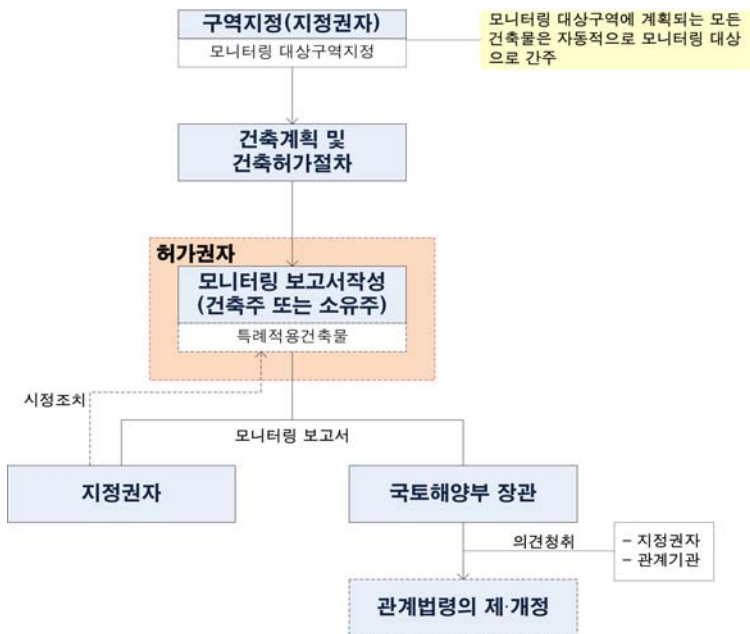 구역지정(지정권자)
모니터링 대상구역지정
모니터링 대상구역에 계획되는 모든
건축물은 자동적으로 모니터링 대상
으로 간주
건축계획 및
건축허가절차
허가권자
모니터링 보고서작성
(건축주 또는 소유주)
특례적용건축물
시정조치
모니터링 보고서
지정권자
국토해양부 장관
의견청취
– 지정권자
– 관계기관
관계법령의 제·개정